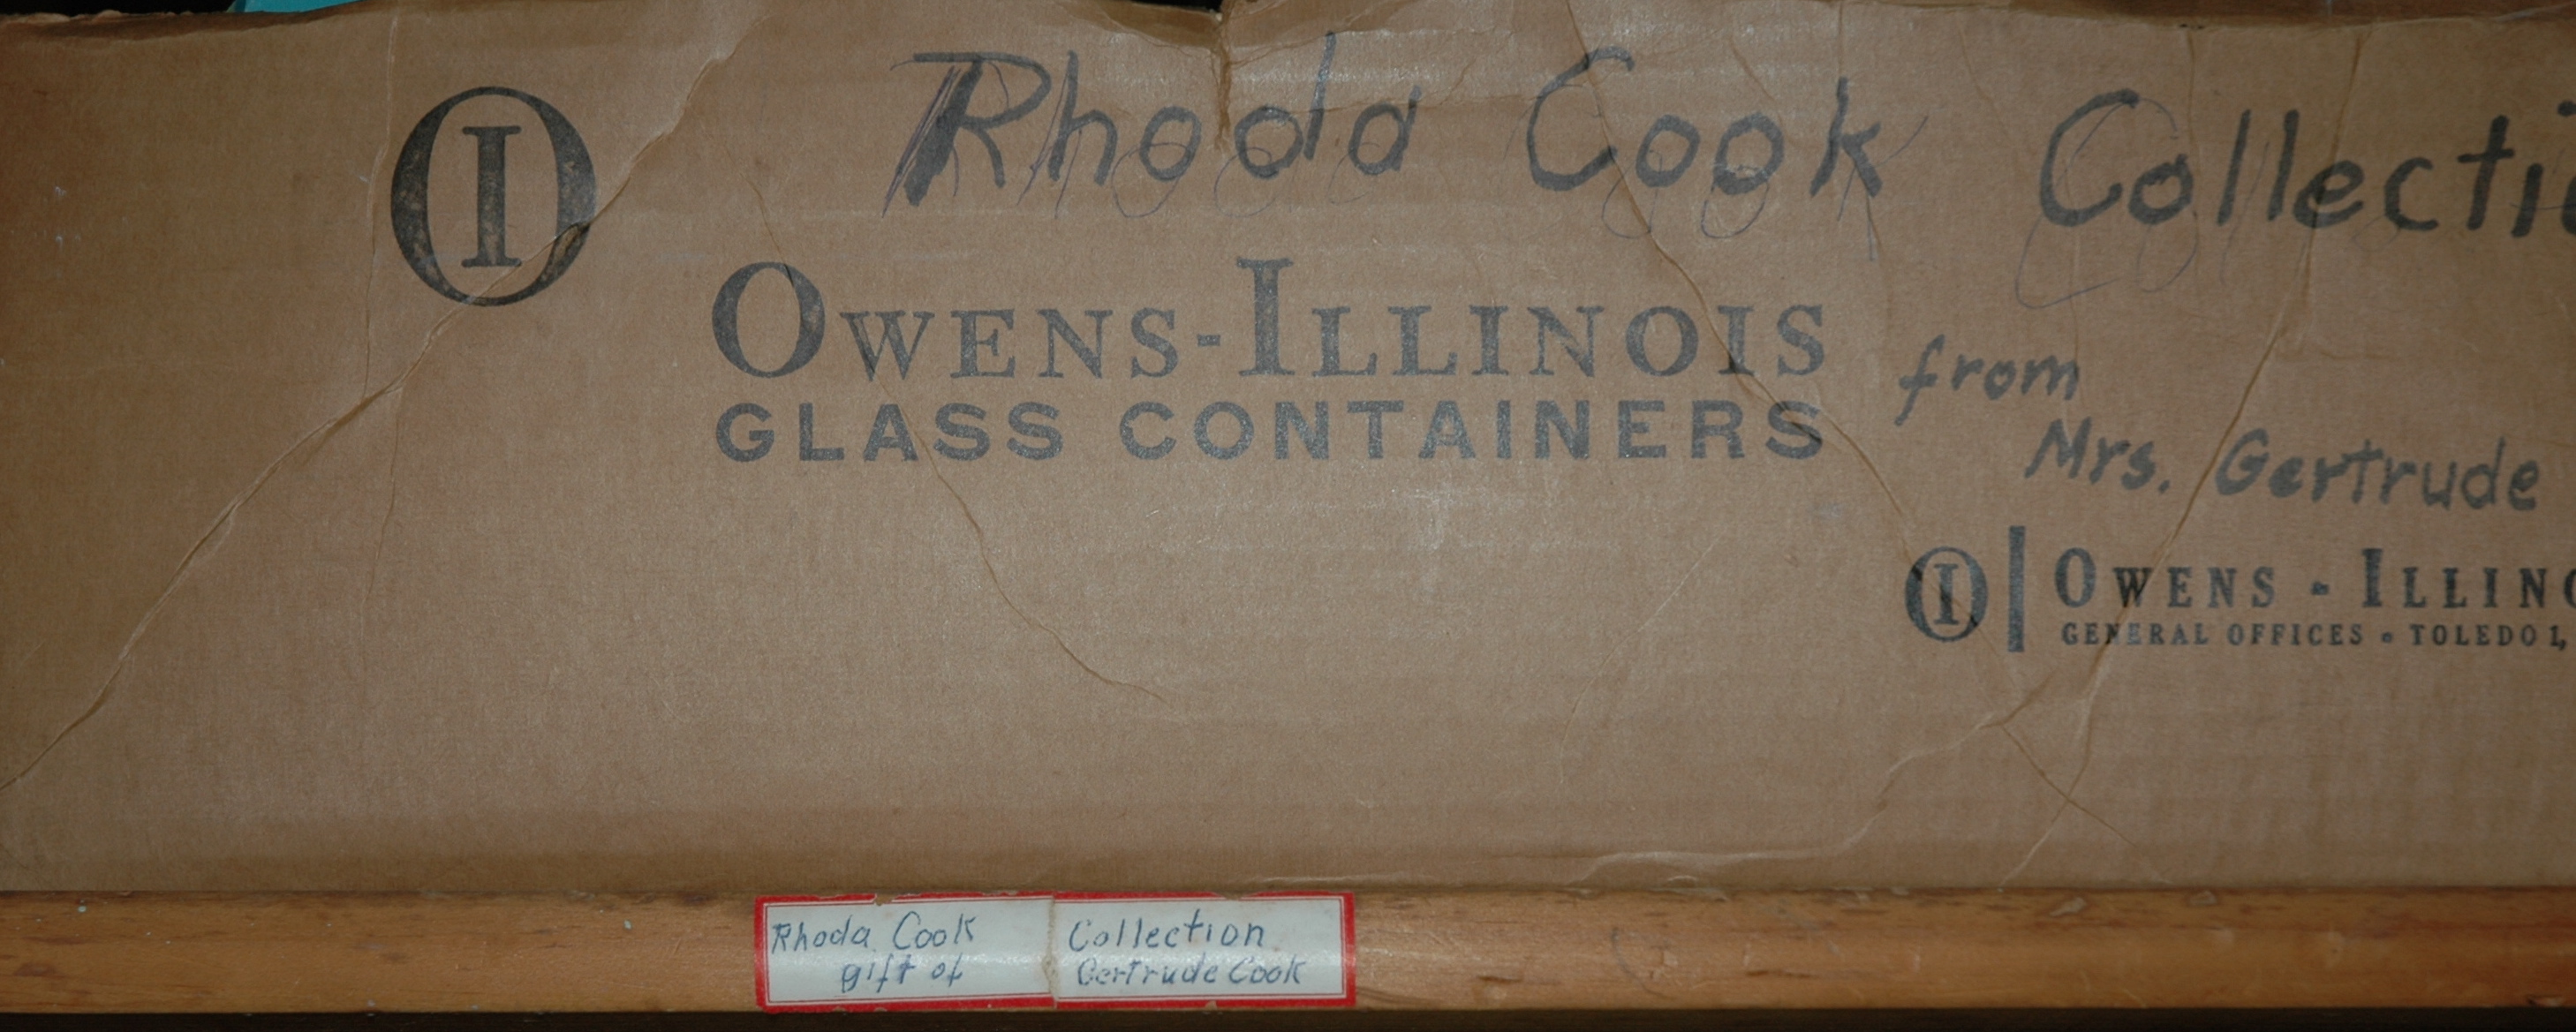 Rhoda Cook Collecti
OI
OWENS-ILLINOIS
GLASS CONTAINERS
from
Mrs. Gertrude
OI OWENS - ILLINO
GENERAL OFFICES • TOLEDO 1,
Rhoda Cook Collection
gift of Gertrude Cook